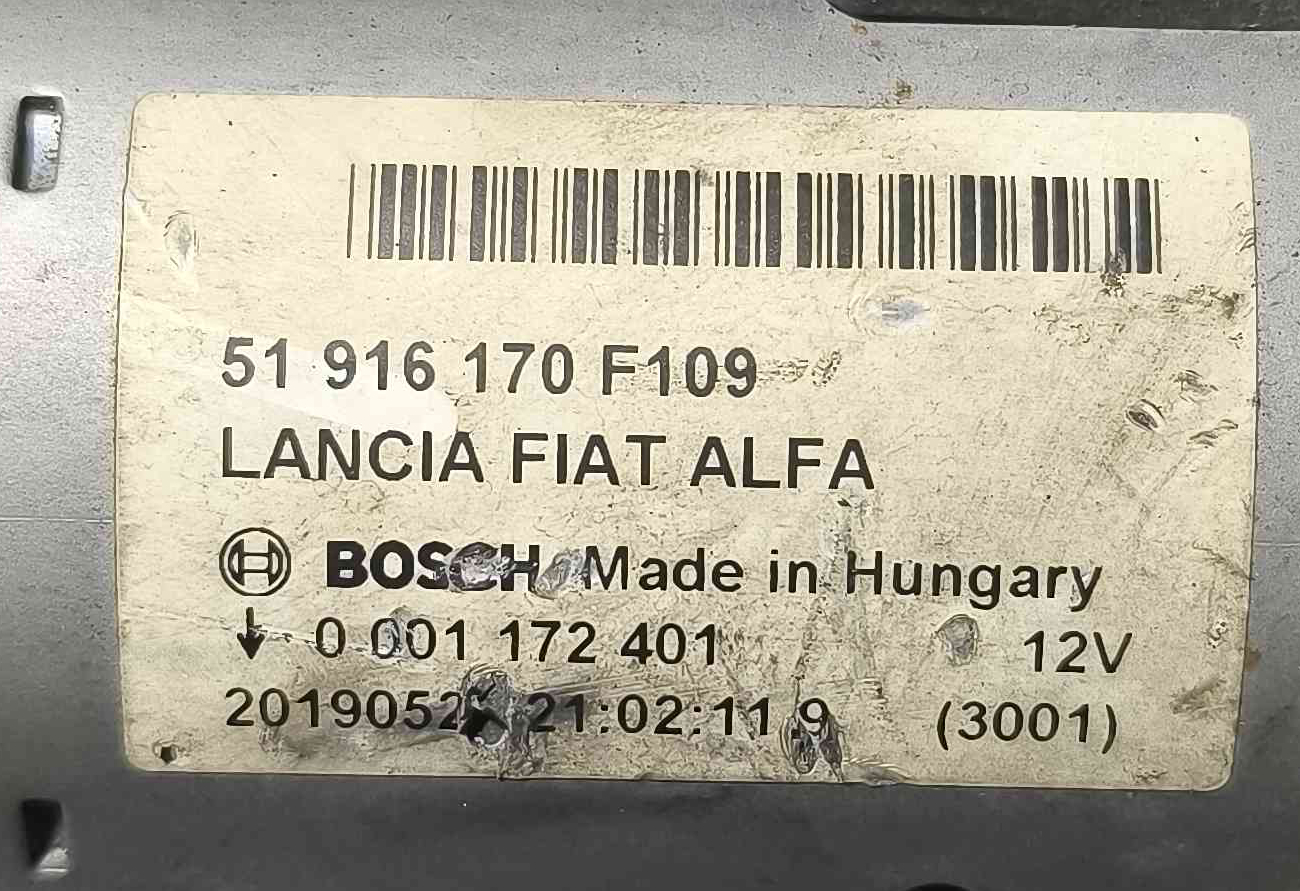 51 916 170 F109
LANCIA FIAT ALFA
BOSCH Made in Hungary
0 001 172 401 12V
21:02:11 (3001)